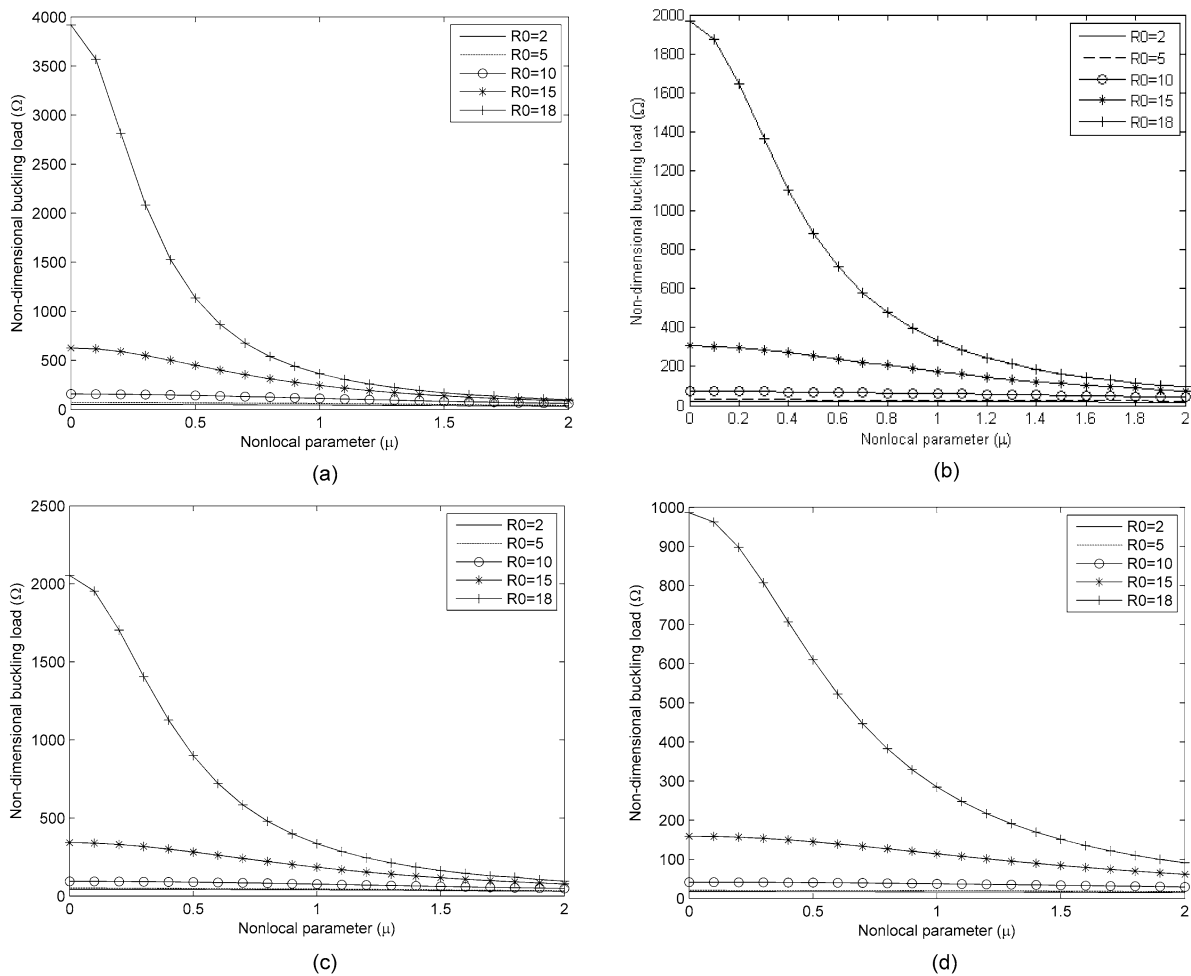 4000
3500
3000
2500
2000
1500
1000
500
0
Non-dimensional buckling load (Ω)
R0=2
R0=5
R0=10
R0=15
R0=18
0 0.5 1 1.5 2
Nonlocal parameter (μ)
(a)
2000
1800
1600
1400
1200
1000
800
600
400
200
0
Non-dimensional buckling load (Ω)
R0=2
R0=5
R0=10
R0=15
R0=18
0 0.2 0.4 0.6 0.8 1 1.2 1.4 1.6 1.8 2
Nonlocal parameter (μ)
(b)
2500
2000
1500
1000
500
0
Non-dimensional buckling load (Ω)
R0=2
R0=5
R0=10
R0=15
R0=18
0 0.5 1 1.5 2
Nonlocal parameter (μ)
(c)
1000
900
800
700
600
500
400
300
200
100
0
Non-dimensional buckling load (Ω)
R0=2
R0=5
R0=10
R0=15
R0=18
0 0.5 1 1.5 2
Nonlocal parameter (μ)
(d)